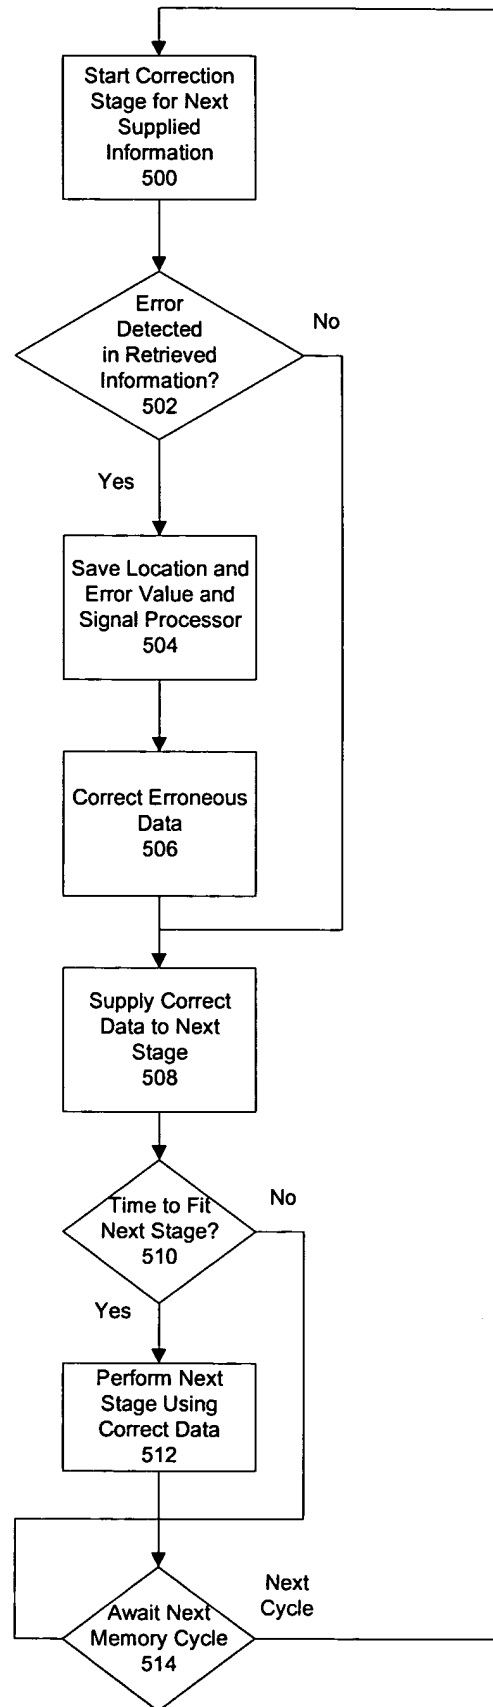 Start Correction
Stage for Next
Supplied
Information
500
Error
Detected
in Retrieved
Information?
502
No
Yes
Save Location and
Error Value and
Signal Processor
504
Correct Erroneous
Data
506
Supply Correct
Data to Next
Stage
508
Time to Fit
Next Stage?
510
No
Yes
Perform Next
Stage Using
Correct Data
512
Await Next
Memory Cycle
514
Next
Cycle